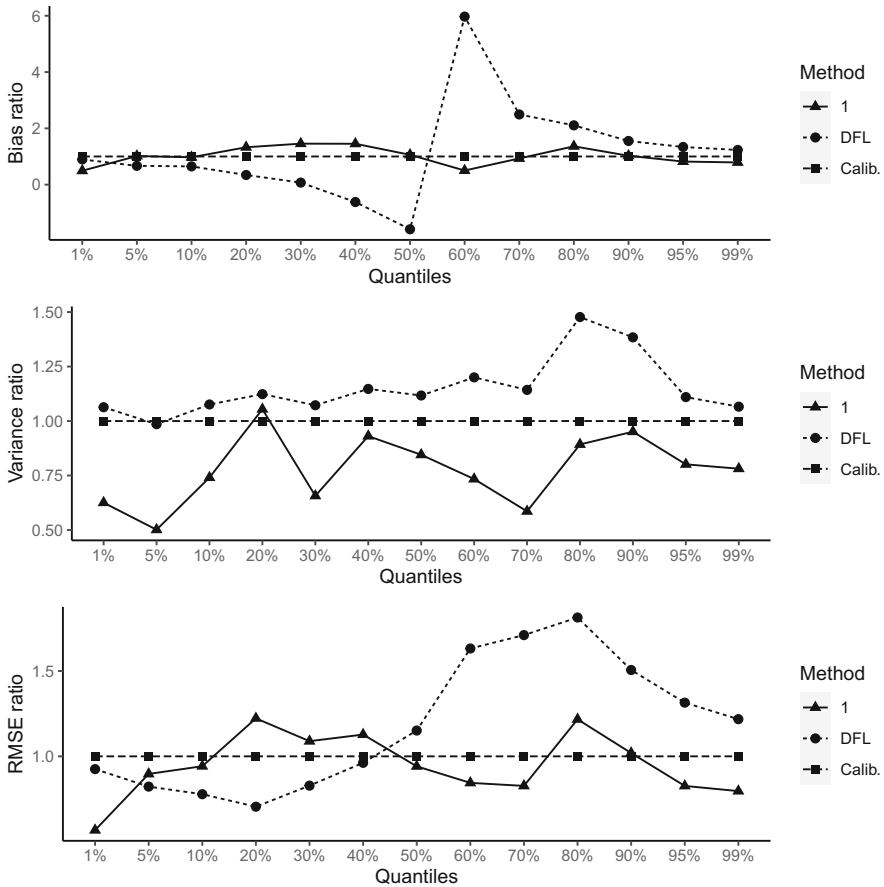 6
4
2
0
Bias ratio
1% 5% 10% 20% 30% 40% 50% 60% 70% 80% 90% 95% 99%
Quantiles
Method
1
DFL
Calib.
1.50
1.25
1.00
0.75
0.50
Variance ratio
1% 5% 10% 20% 30% 40% 50% 60% 70% 80% 90% 95% 99%
Quantiles
Method
1
DFL
Calib.
1.5
1.0
RMSE ratio
1% 5% 10% 20% 30% 40% 50% 60% 70% 80% 90% 95% 99%
Quantiles
Method
1
DFL
Calib.